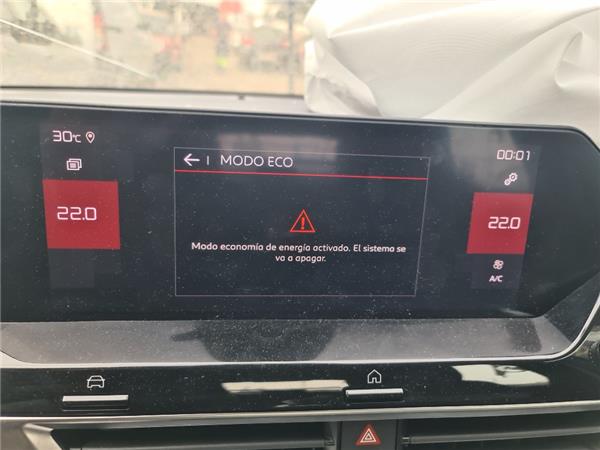 30°C
00:01
MODO ECO
22.0
22.0
Modo economía de energía activado. El sistema se
va a apagar.
A/C